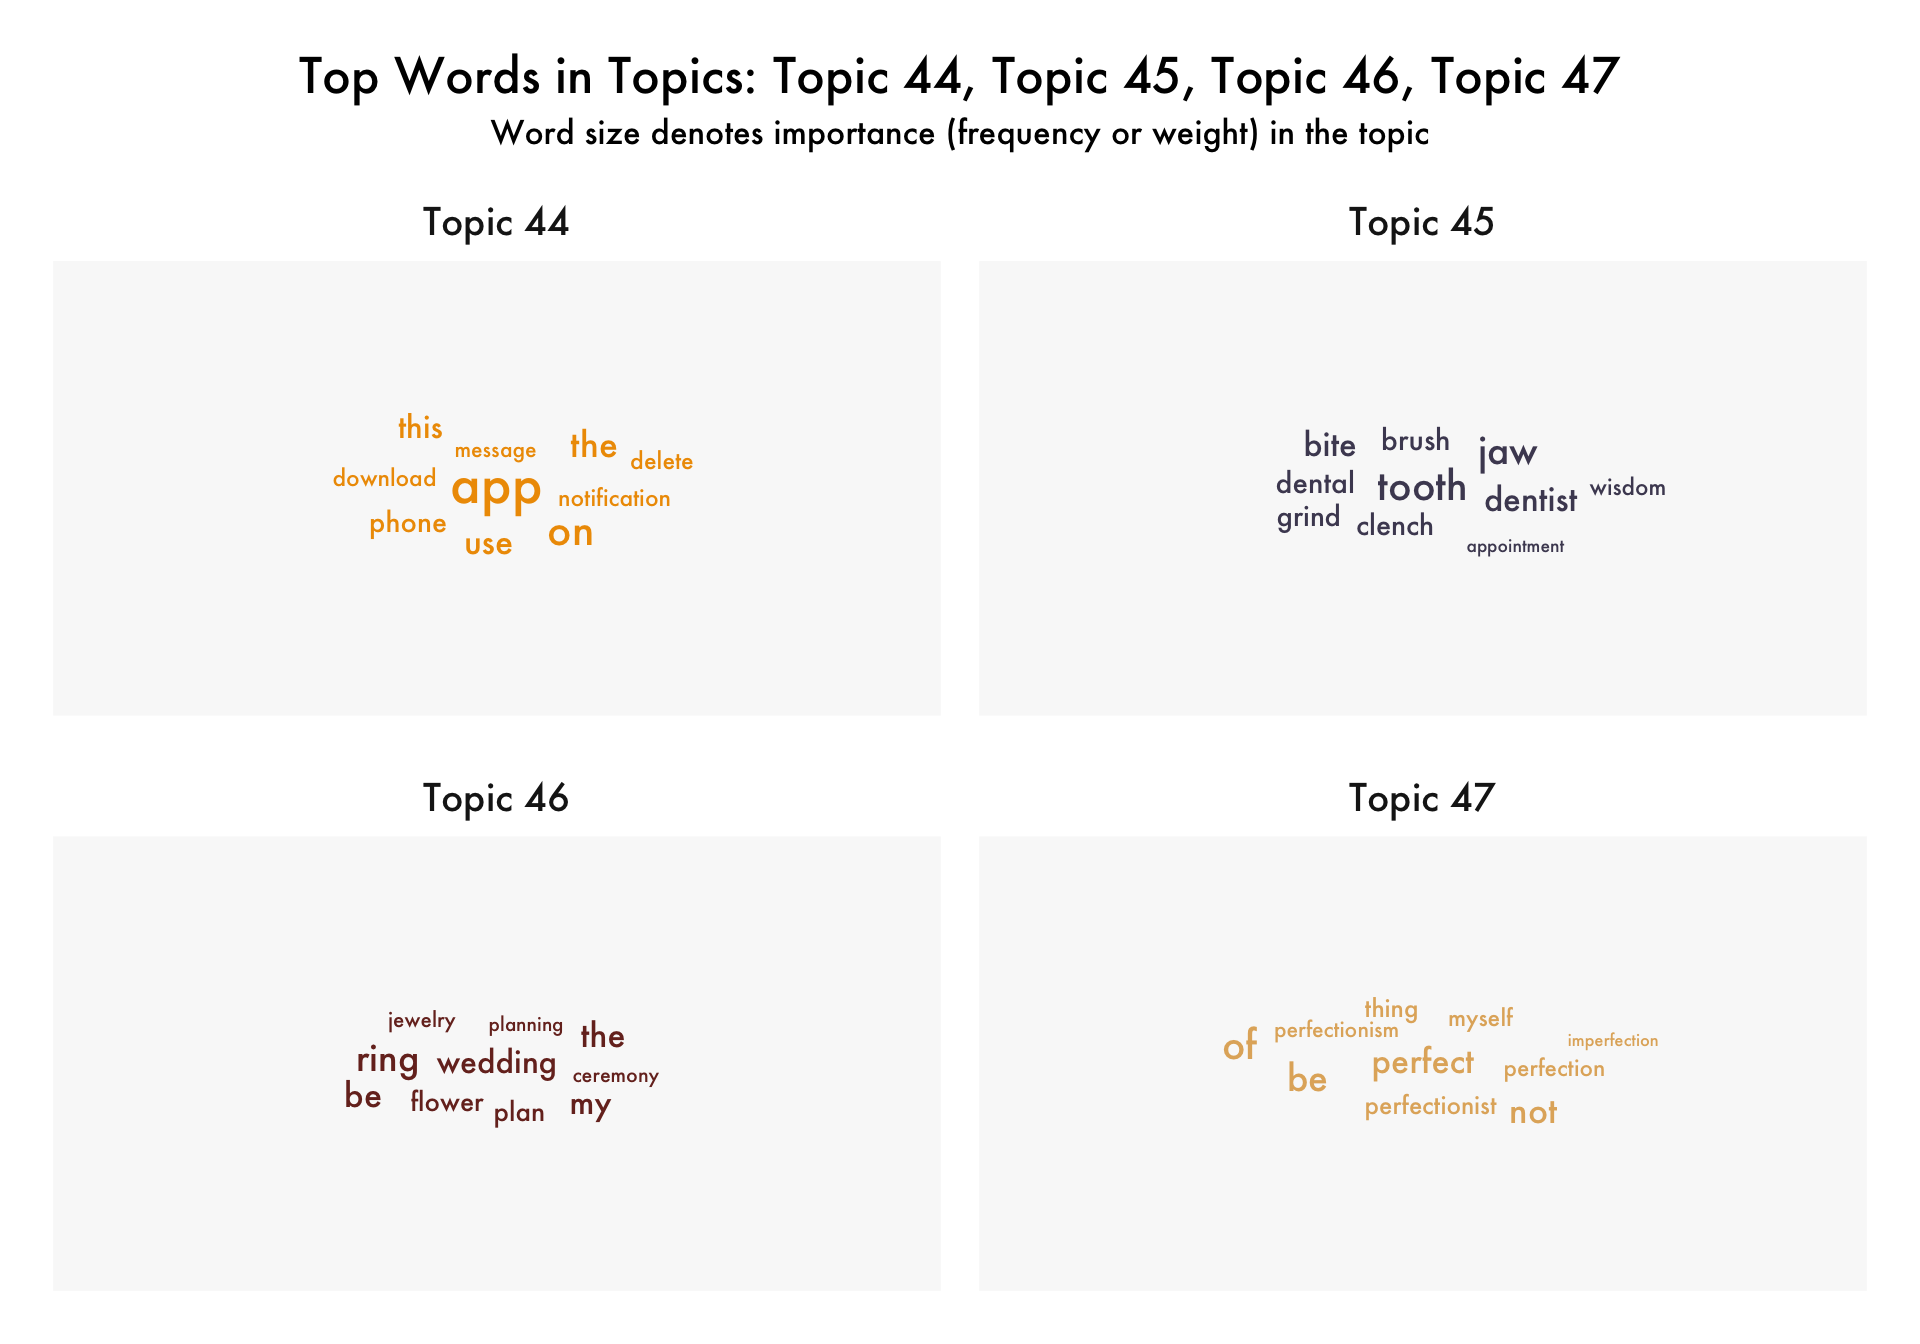 Top Words in Topics: Topic 44, Topic 45, Topic 46, Topic 47
Word size denotes importance (frequency or weight) in the topic
Topic 44
this
message
the
delete
download
app
notification
phone
use
on
Topic 45
bite
brush
jaw
dental
tooth
dentist
wisdom
grind
clench
appointment
Topic 46
jewelry
planning
the
ring
wedding
ceremony
be
flower
plan
my
Topic 47
thing
myself
of
perfectionism
imperfection
be
perfect
perfection
perfectionist
not